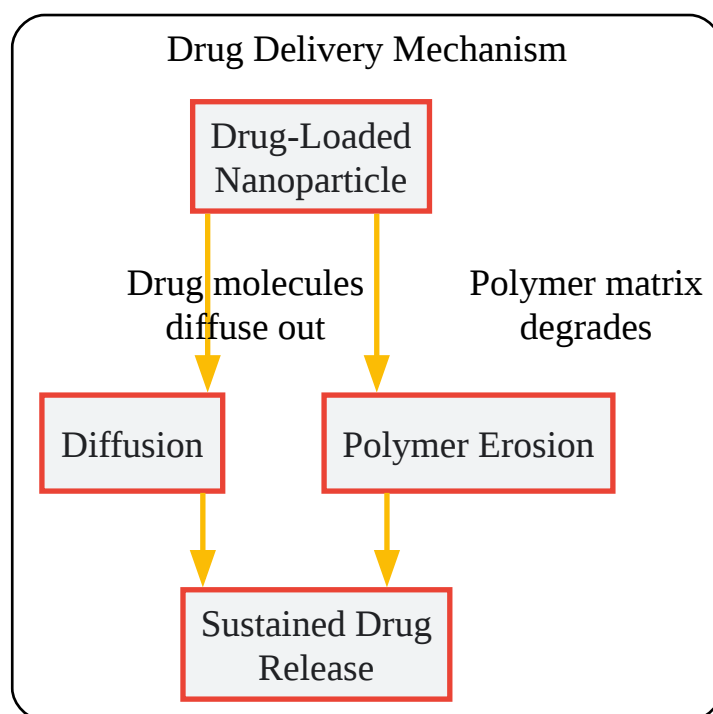 Drug Delivery Mechanism
Drug-Loaded
Nanoparticle
Drug molecules
diffuse out
Polymer matrix
degrades
Diffusion
Polymer Erosion
Sustained Drug
Release